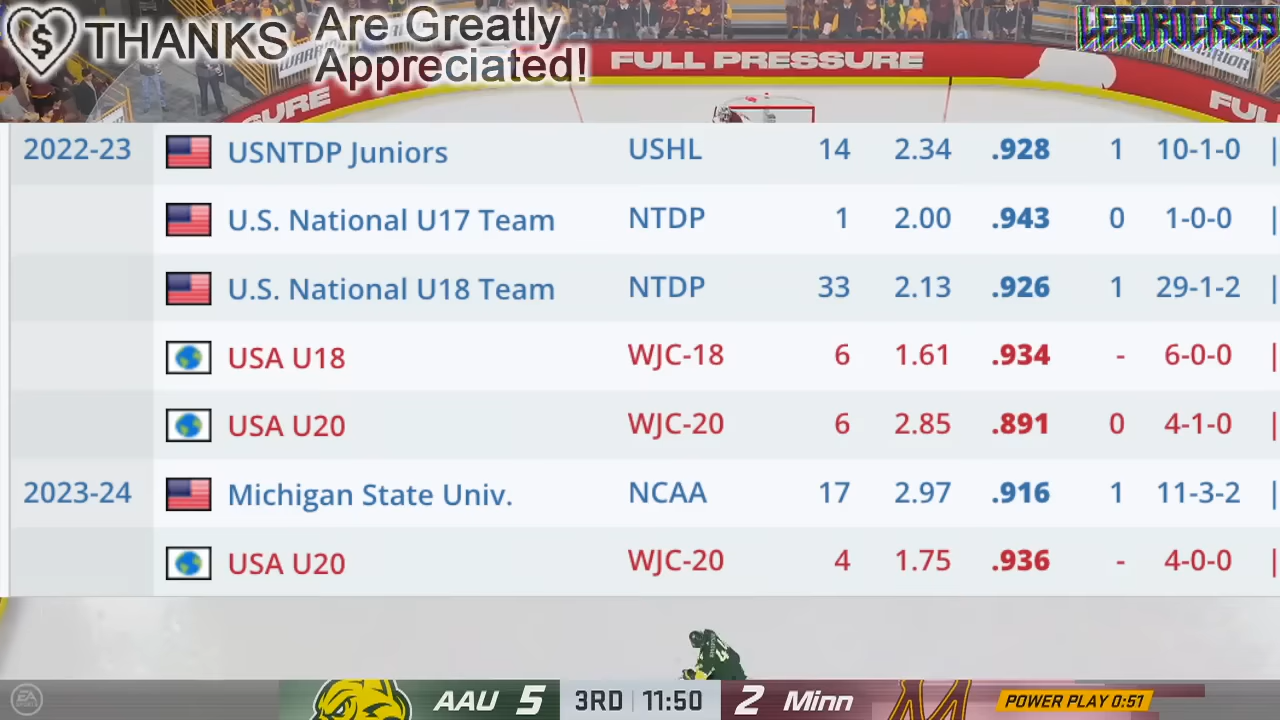 THANKS
Are Greatly
Appreciated!
LEGOROCKS99
FULL PRESSURE
2022-23 USNTDP Juniors USHL 14 2.34 .928 1 10-1-0 |
U.S. National U17 Team NTDP 1 2.00 .943 0 1-0-0 |
U.S. National U18 Team NTDP 33 2.13 .926 1 29-1-2 |
USA U18 WJC-18 6 1.61 .934 - 6-0-0 |
USA U20 WJC-20 6 2.85 .891 0 4-1-0 |
2023-24 Michigan State Univ. NCAA 17 2.97 .916 1 11-3-2 |
USA U20 WJC-20 4 1.75 .936 - 4-0-0 |
EA SPORTS AAU 5 3RD 11:50 2 Minn M POWER PLAY 0:51